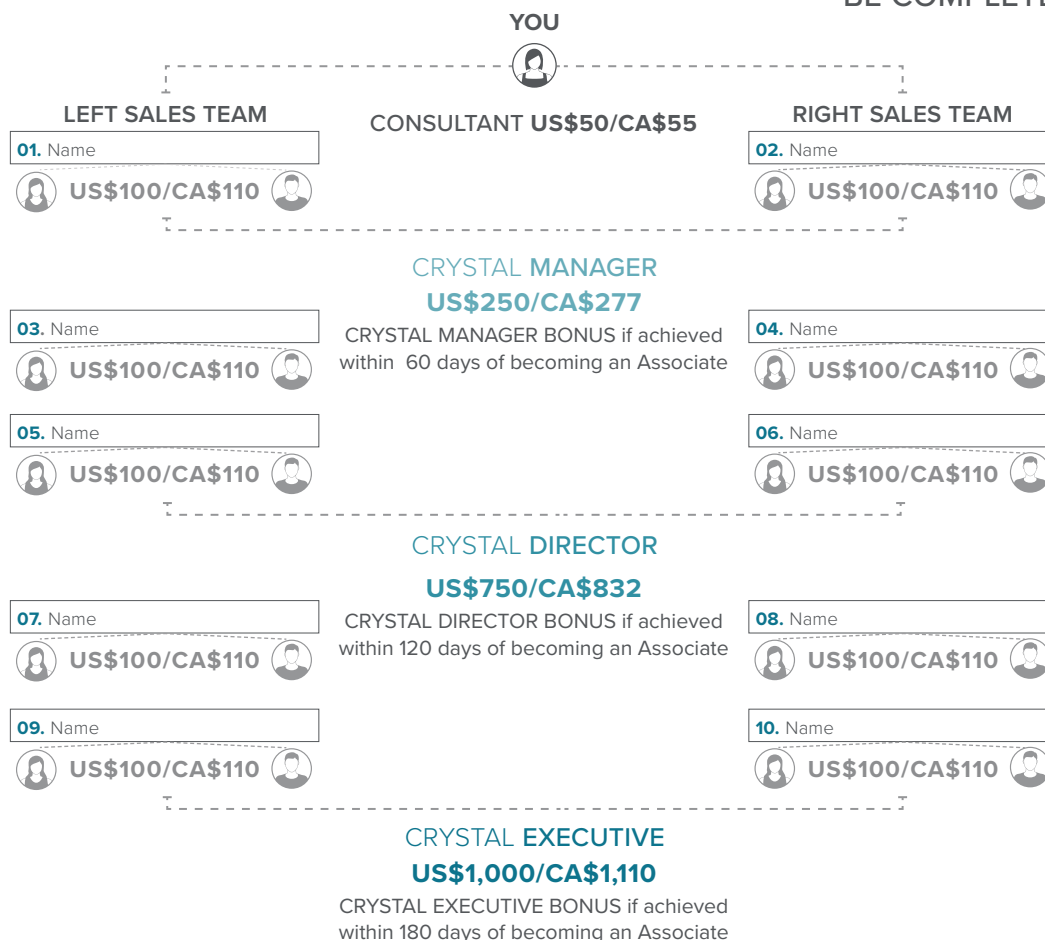 BE COMPLETE
YOU
LEFT SALES TEAM
CONSULTANT US$50/CA$55
RIGHT SALES TEAM
01. Name
02. Name
US$100/CA$110
US$100/CA$110
CRYSTAL MANAGER
US$250/CA$277
CRYSTAL MANAGER BONUS if achieved
within 60 days of becoming an Associate
03. Name
04. Name
US$100/CA$110
US$100/CA$110
05. Name
06. Name
US$100/CA$110
US$100/CA$110
CRYSTAL DIRECTOR
US$750/CA$832
CRYSTAL DIRECTOR BONUS if achieved
within 120 days of becoming an Associate
07. Name
08. Name
US$100/CA$110
US$100/CA$110
09. Name
10. Name
US$100/CA$110
US$100/CA$110
CRYSTAL EXECUTIVE
US$1,000/CA$1,110
CRYSTAL EXECUTIVE BONUS if achieved
within 180 days of becoming an Associate